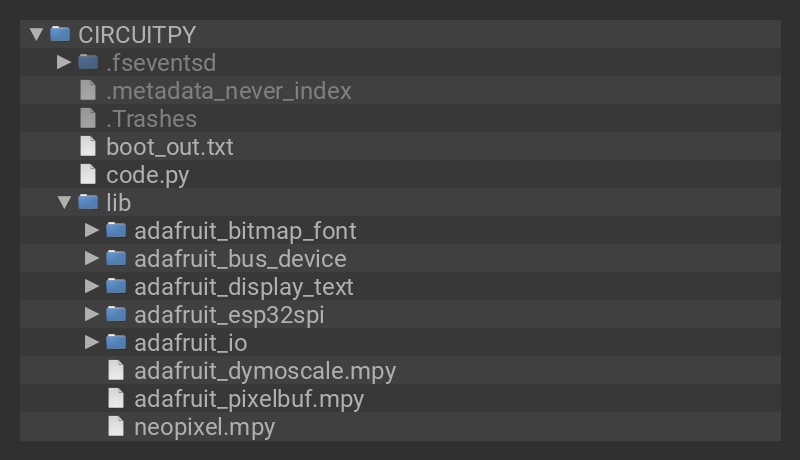 CIRCUITPY
.fseventsd
.metadata_never_index
.Trashes
boot_out.txt
code.py
lib
adafruit_bitmap_font
adafruit_bus_device
adafruit_display_text
adafruit_esp32spi
adafruit_io
adafruit_dymoscale.mpy
adafruit_pixelbuf.mpy
neopixel.mpy